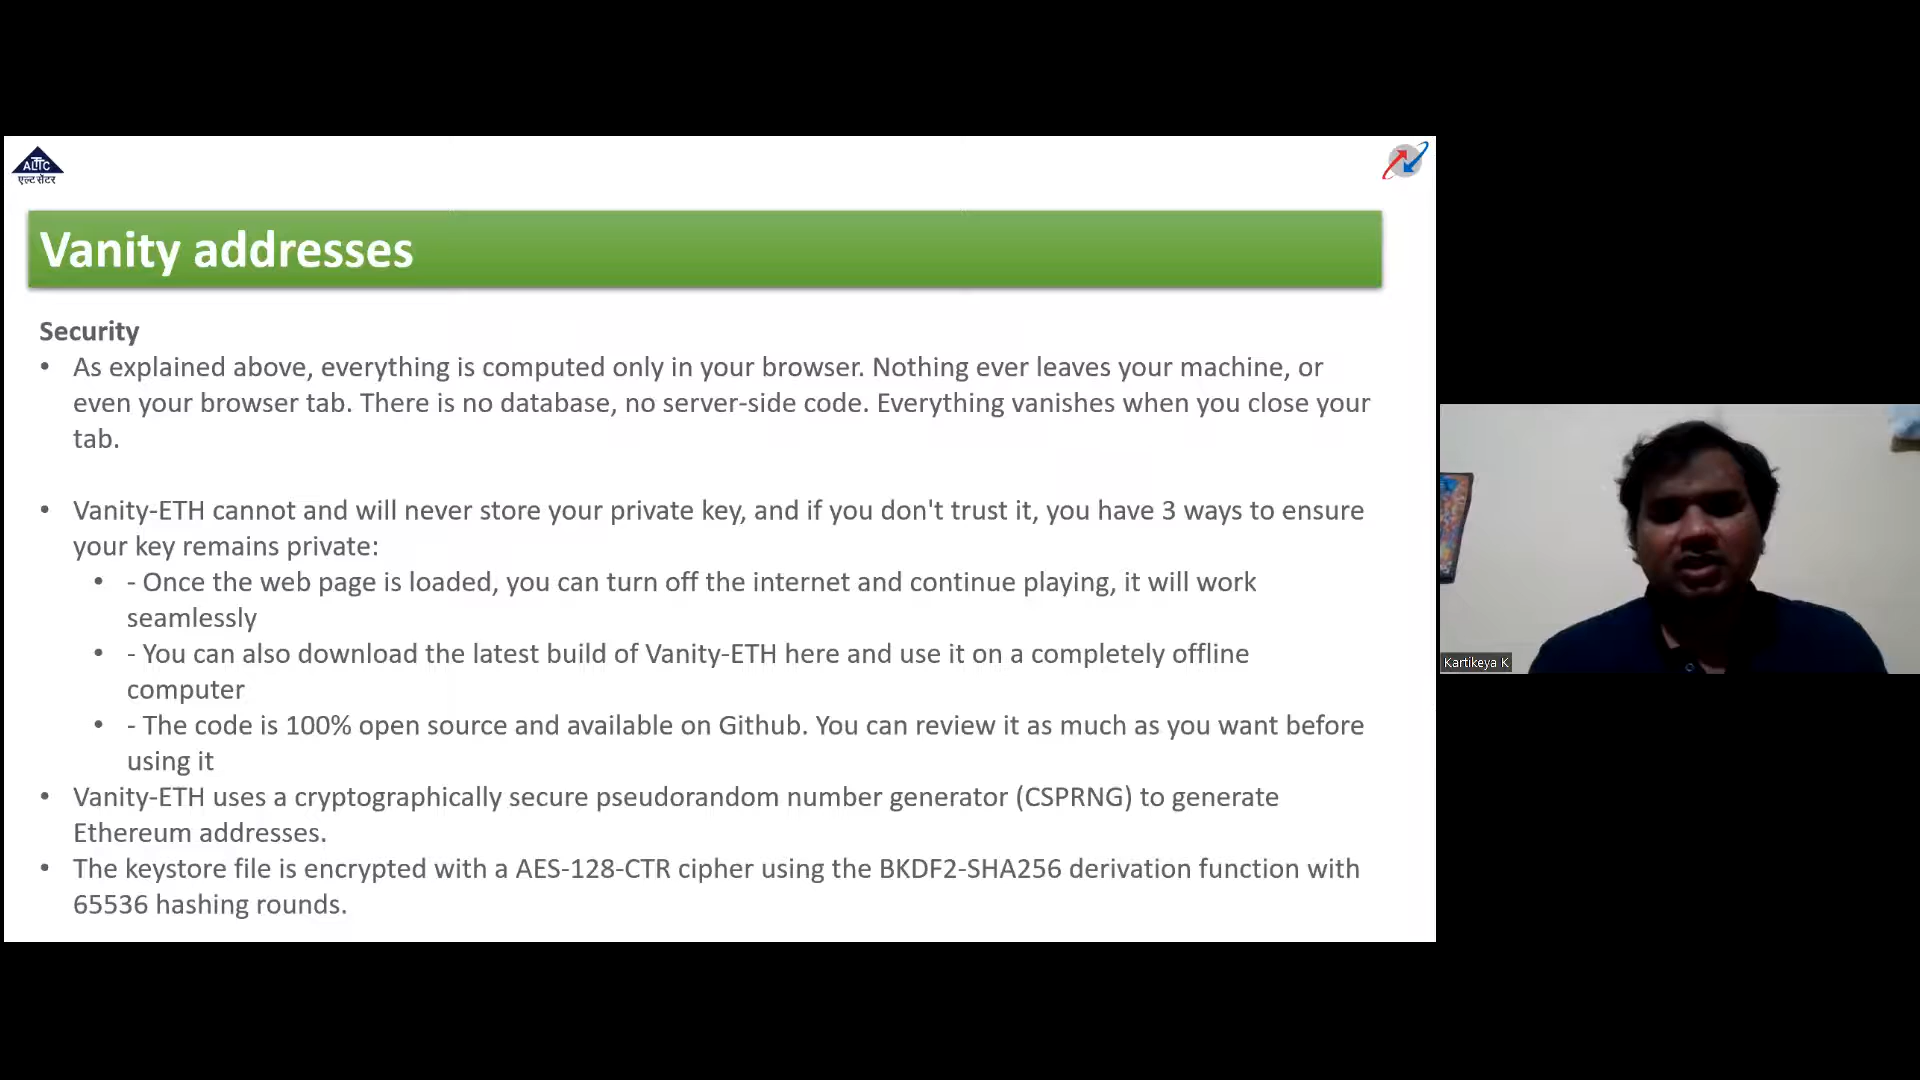 ALTTC
एल्ट सेंटर
Vanity addresses
Security
• As explained above, everything is computed only in your browser. Nothing ever leaves your machine, or
even your browser tab. There is no database, no server-side code. Everything vanishes when you close your
tab.
• Vanity-ETH cannot and will never store your private key, and if you don't trust it, you have 3 ways to ensure
your key remains private:
• - Once the web page is loaded, you can turn off the internet and continue playing, it will work
seamlessly
• - You can also download the latest build of Vanity-ETH here and use it on a completely offline
computer
• - The code is 100% open source and available on Github. You can review it as much as you want before
using it
• Vanity-ETH uses a cryptographically secure pseudorandom number generator (CSPRNG) to generate
Ethereum addresses.
• The keystore file is encrypted with a AES-128-CTR cipher using the BKDF2-SHA256 derivation function with
65536 hashing rounds.
Kartikeya K